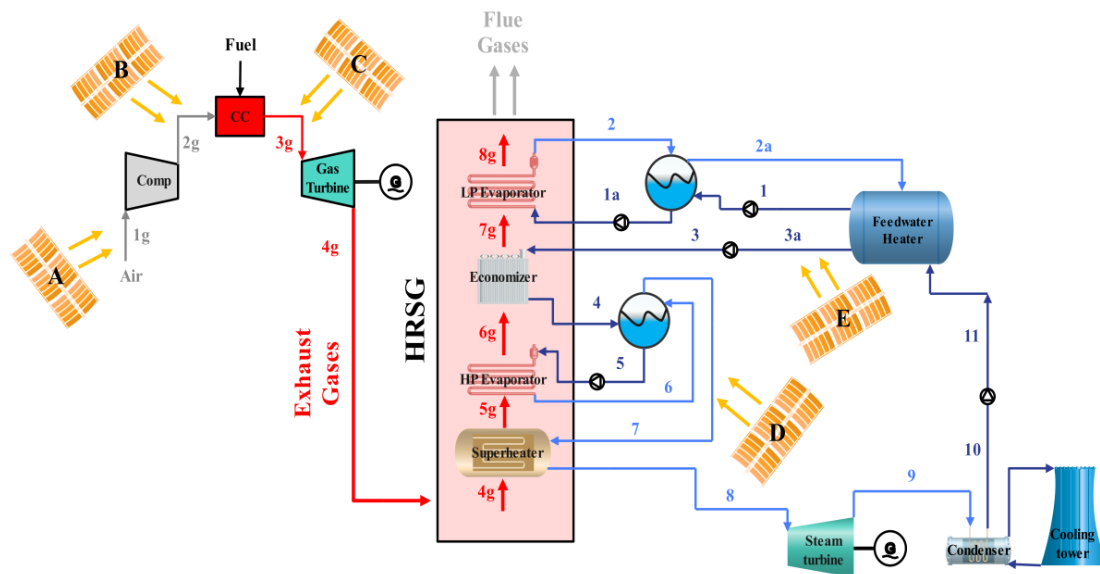 Flue
Gases
B
Fuel
C
CC
2g
3g
Comp
Gas
Turbine
G
1g
4g
A
Air
Exhaust
Gases
HRSG
8g
LP Evaporator
7g
Economizer
6g
HP Evaporator
5g
Superheater
4g
2
2a
1a
1
Feedwater
Heater
3
3a
4
E
5
6
11
D
7
10
8
9
Steam
turbine
G
Condenser
Cooling
tower